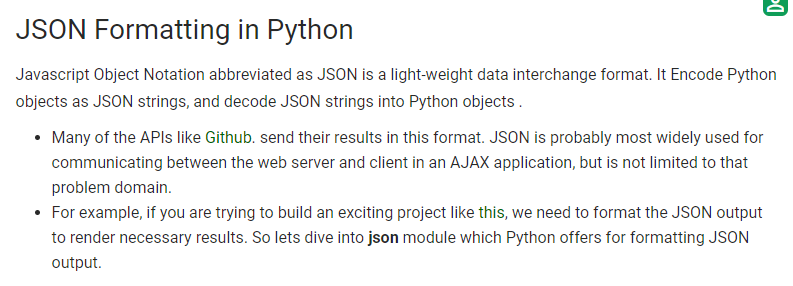 JSON Formatting in Python
Javascript Object Notation abbreviated as JSON is a light-weight data interchange format. It Encode Python
objects as JSON strings, and decode JSON strings into Python objects .
• Many of the APIs like Github. send their results in this format. JSON is probably most widely used for
communicating between the web server and client in an AJAX application, but is not limited to that
problem domain.
• For example, if you are trying to build an exciting project like this, we need to format the JSON output
to render necessary results. So lets dive into json module which Python offers for formatting JSON
output.